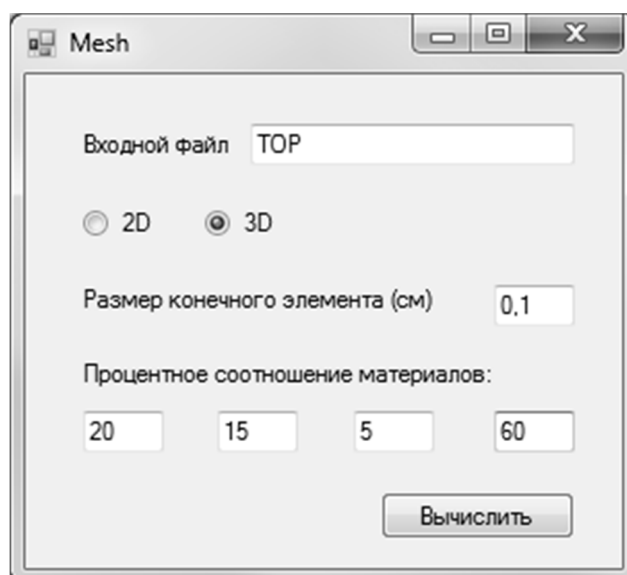 Mesh
Входной файл TOP
2D 3D
Размер конечного элемента (см) 0,1
Процентное соотношение материалов:
20 15 5 60
Вычислить